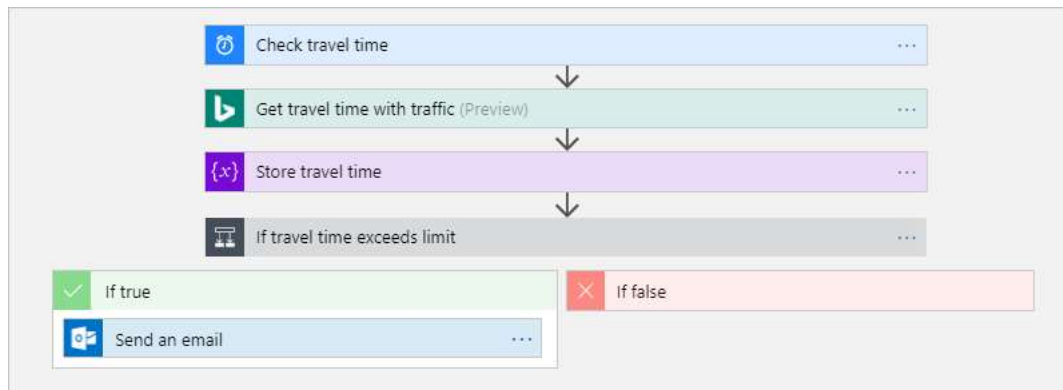 Check travel time
...
Get travel time with traffic (Preview)
...
{x} Store travel time
...
If travel time exceeds limit
...
If true
Send an email
...
If false